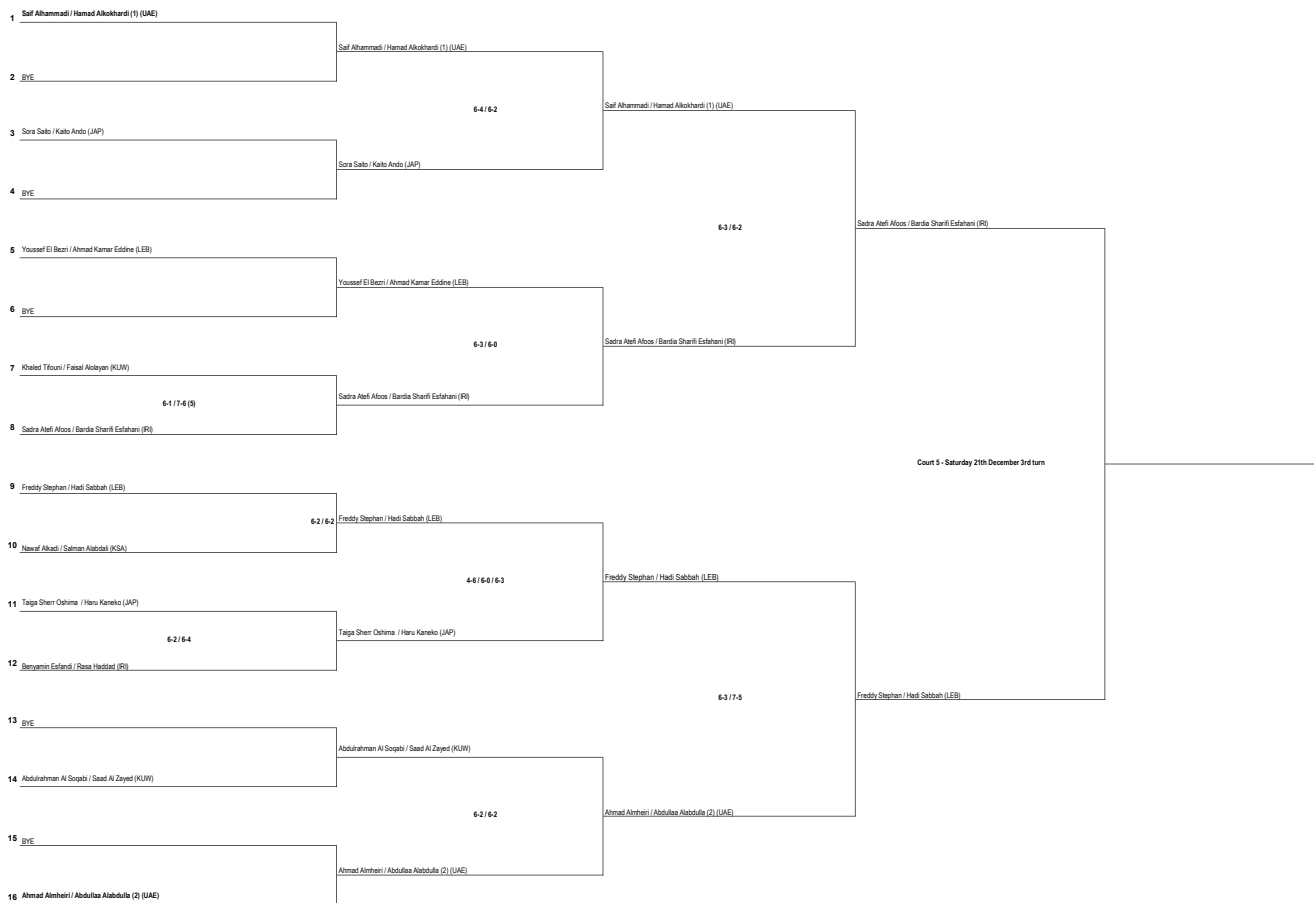 1 Saif Alhammadi / Hamad Alkokhardi (1) (UAE)
Saif Alhammadi / Hamad Alkokhardi (1) (UAE)
2 BYE
6-4 / 6-2
Saif Alhammadi / Hamad Alkokhardi (1) (UAE)
3 Sora Saito / Kaito Ando (JAP)
Sora Saito / Kaito Ando (JAP)
4 BYE
6-3 / 6-2
Sadra Atefi Afoos / Bardia Sharifi Esfahani (IRI)
5 Youssef El Bezri / Ahmad Kamar Eddine (LEB)
Youssef El Bezri / Ahmad Kamar Eddine (LEB)
6 BYE
6-3 / 6-0
Sadra Atefi Afoos / Bardia Sharifi Esfahani (IRI)
7 Khaled Tifouni / Faisal Alolayan (KUW)
6-1 / 7-6 (5)
Sadra Atefi Afoos / Bardia Sharifi Esfahani (IRI)
8 Sadra Atefi Afoos / Bardia Sharifi Esfahani (IRI)
Court 5 - Saturday 21th December 3rd turn
9 Freddy Stephan / Hadi Sabbah (LEB)
6-2 / 6-2
Freddy Stephan / Hadi Sabbah (LEB)
10 Nawaf Alkadi / Salman Alabdali (KSA)
4-6 / 6-0 / 6-3
Freddy Stephan / Hadi Sabbah (LEB)
11 Taiga Sherr Oshima / Haru Kaneko (JAP)
6-2 / 6-4
Taiga Sherr Oshima / Haru Kaneko (JAP)
12 Benyamin Esfandi / Rasa Haddad (IRI)
6-3 / 7-5
Freddy Stephan / Hadi Sabbah (LEB)
13 BYE
Abdulrahman Al Soqabi / Saad Al Zayed (KUW)
14 Abdulrahman Al Soqabi / Saad Al Zayed (KUW)
6-2 / 6-2
Ahmad Almheiri / Abdullaa Alabdulla (2) (UAE)
15 BYE
Ahmad Almheiri / Abdullaa Alabdulla (2) (UAE)
16 Ahmad Almheiri / Abdullaa Alabdulla (2) (UAE)